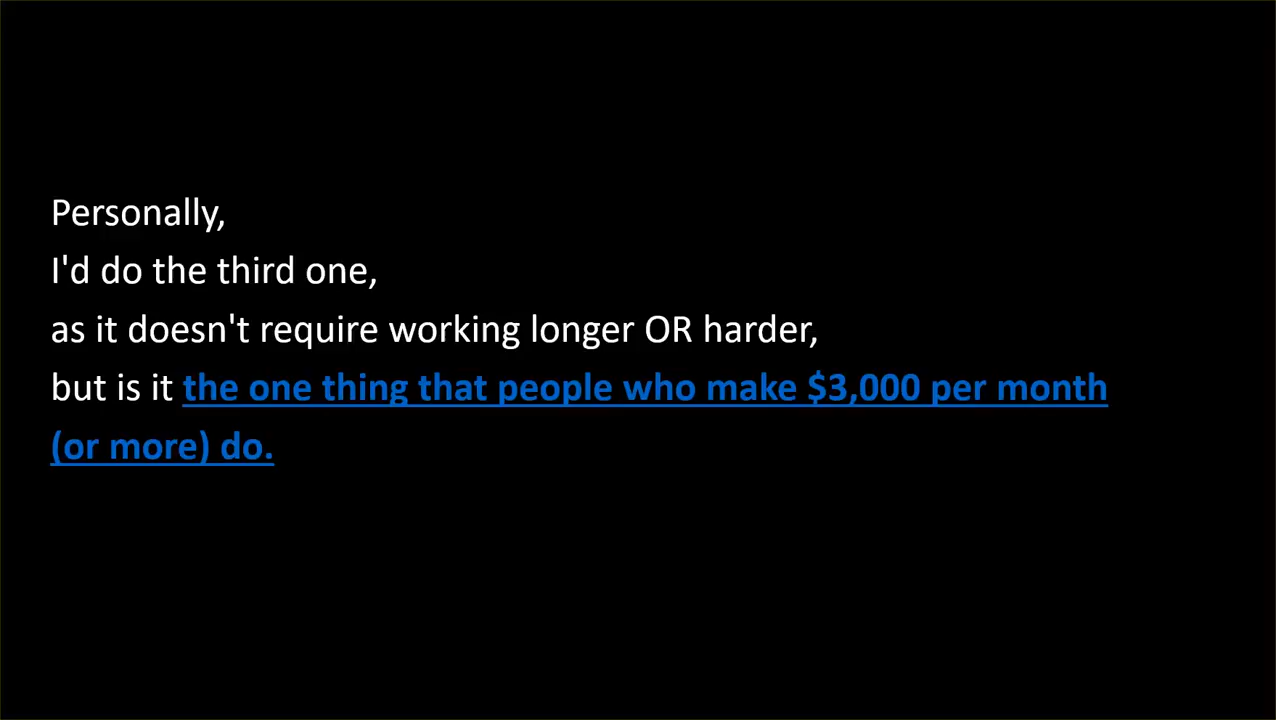 Personally,
I'd do the third one,
as it doesn't require working longer OR harder,
but is it the one thing that people who make $3,000 per month
(or more) do.